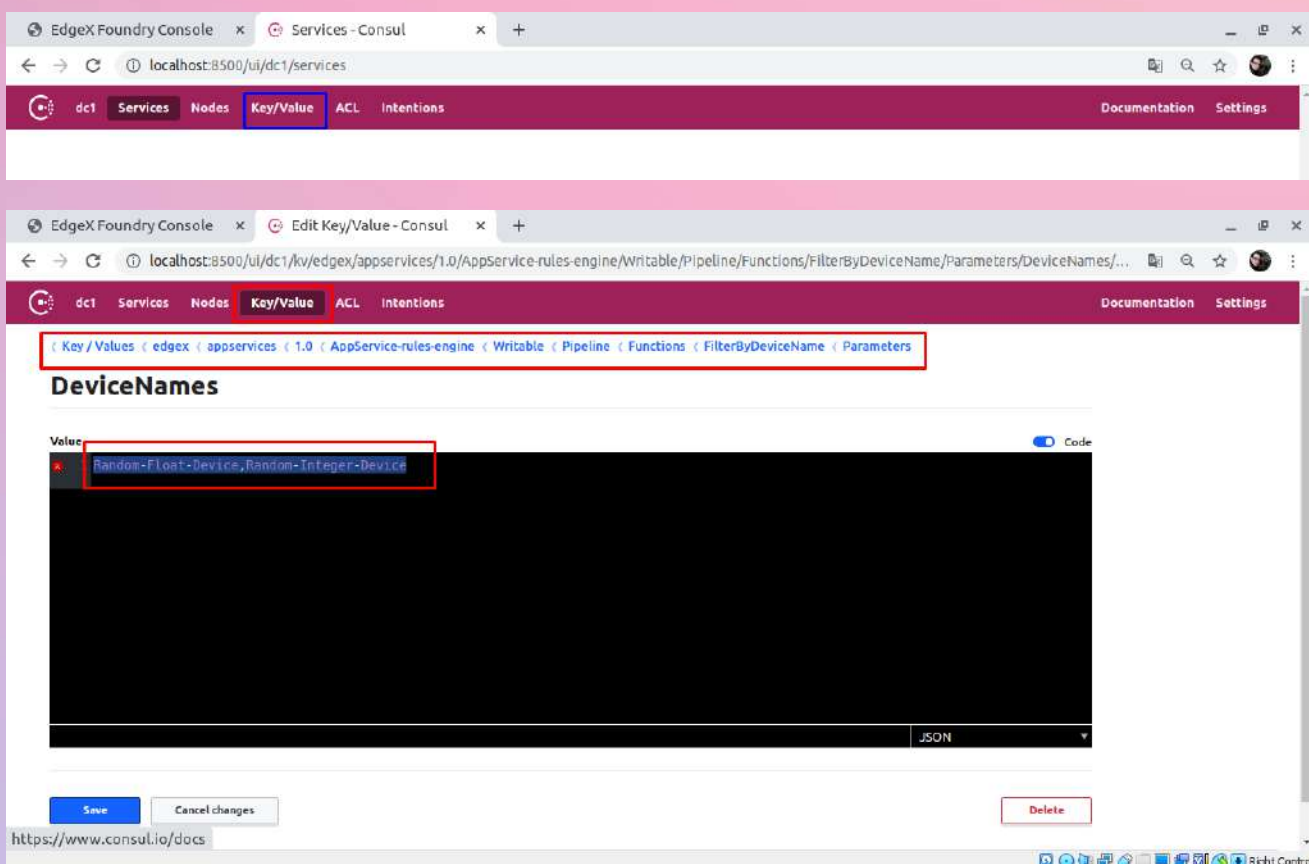 EdgeX Foundry Console × Services - Consul × +
localhost:8500/ui/dc1/services
dc1 Services Nodes Key/Value ACL Intentions Documentation Settings
EdgeX Foundry Console × Edit Key/Value - Consul × +
localhost:8500/ui/dc1/kv/edgex/appservices/1.0/AppService-rules-engine/Writable/Pipeline/Functions/FilterByDeviceName/Parameters/DeviceNames/...
dc1 Services Nodes Key/Value ACL Intentions Documentation Settings
‹ Key / Values ‹ edgex ‹ appservices ‹ 1.0 ‹ AppService-rules-engine ‹ Writable ‹ Pipeline ‹ Functions ‹ FilterByDeviceName ‹ Parameters
DeviceNames
Value Code
Random-Float-Device,Random-Integer-Device
JSON
Save Cancel changes Delete
https://www.consul.io/docs
Right Contr